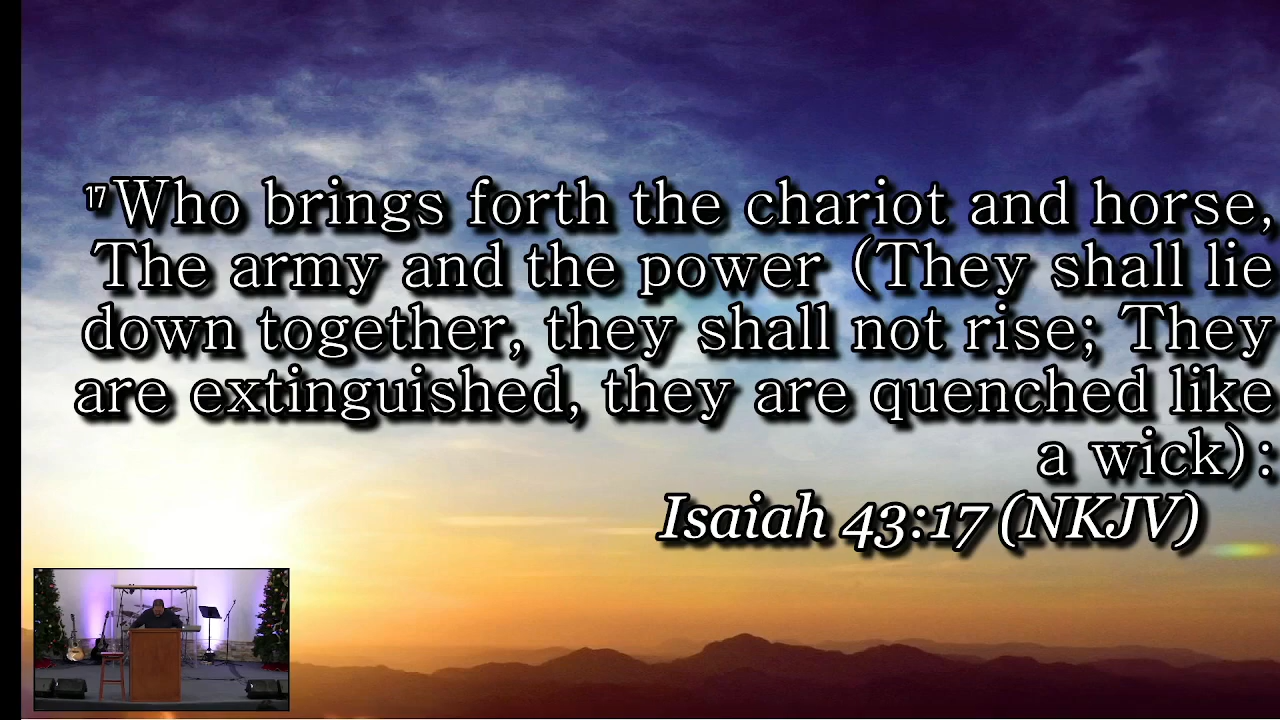 17Who brings forth the chariot and horse,
The army and the power (They shall lie
down together, they shall not rise; They
are extinguished, they are quenched like
a wick):
Isaiah 43:17 (NKJV)